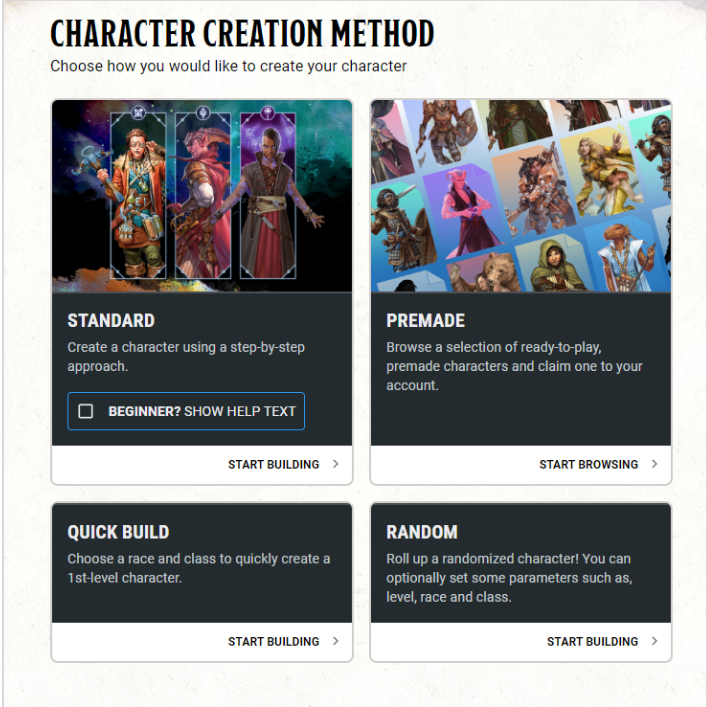 CHARACTER CREATION METHOD
Choose how you would like to create your character
STANDARD
Create a character using a step-by-step
approach.
BEGINNER? SHOW HELP TEXT
START BUILDING
PREMADE
Browse a selection of ready-to-play,
premade characters and claim one to your
account.
START BROWSING
QUICK BUILD
Choose a race and class to quickly create a
1st-level character.
START BUILDING
RANDOM
Roll up a randomized character! You can
optionally set some parameters such as,
level, race and class.
START BUILDING